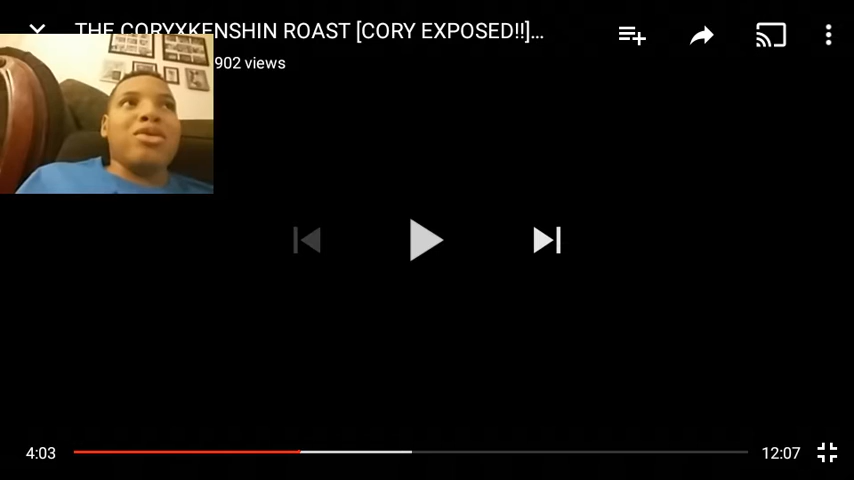 THE CORYXKENSHIN ROAST [CORY EXPOSED!!]...
902 views
4:03
12:07